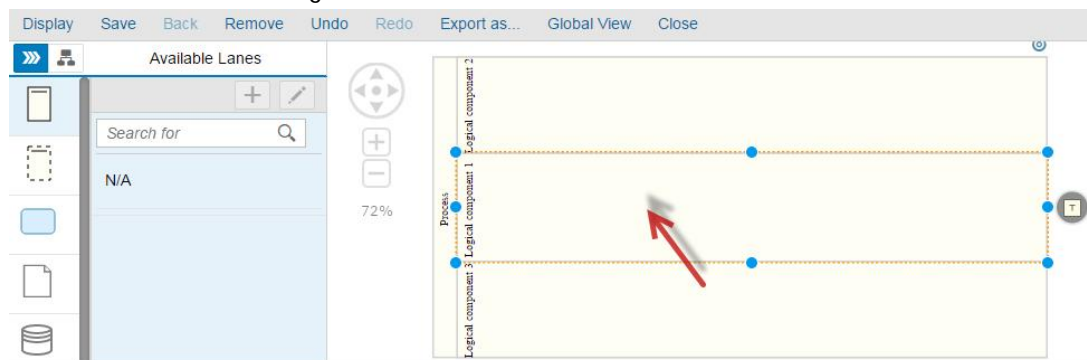 Display Save Back Remove Undo Redo Export as... Global View Close
Available Lanes
Search for
N/A
72%
Process
Logical component 2
Logical component 1
Logical component 3
T